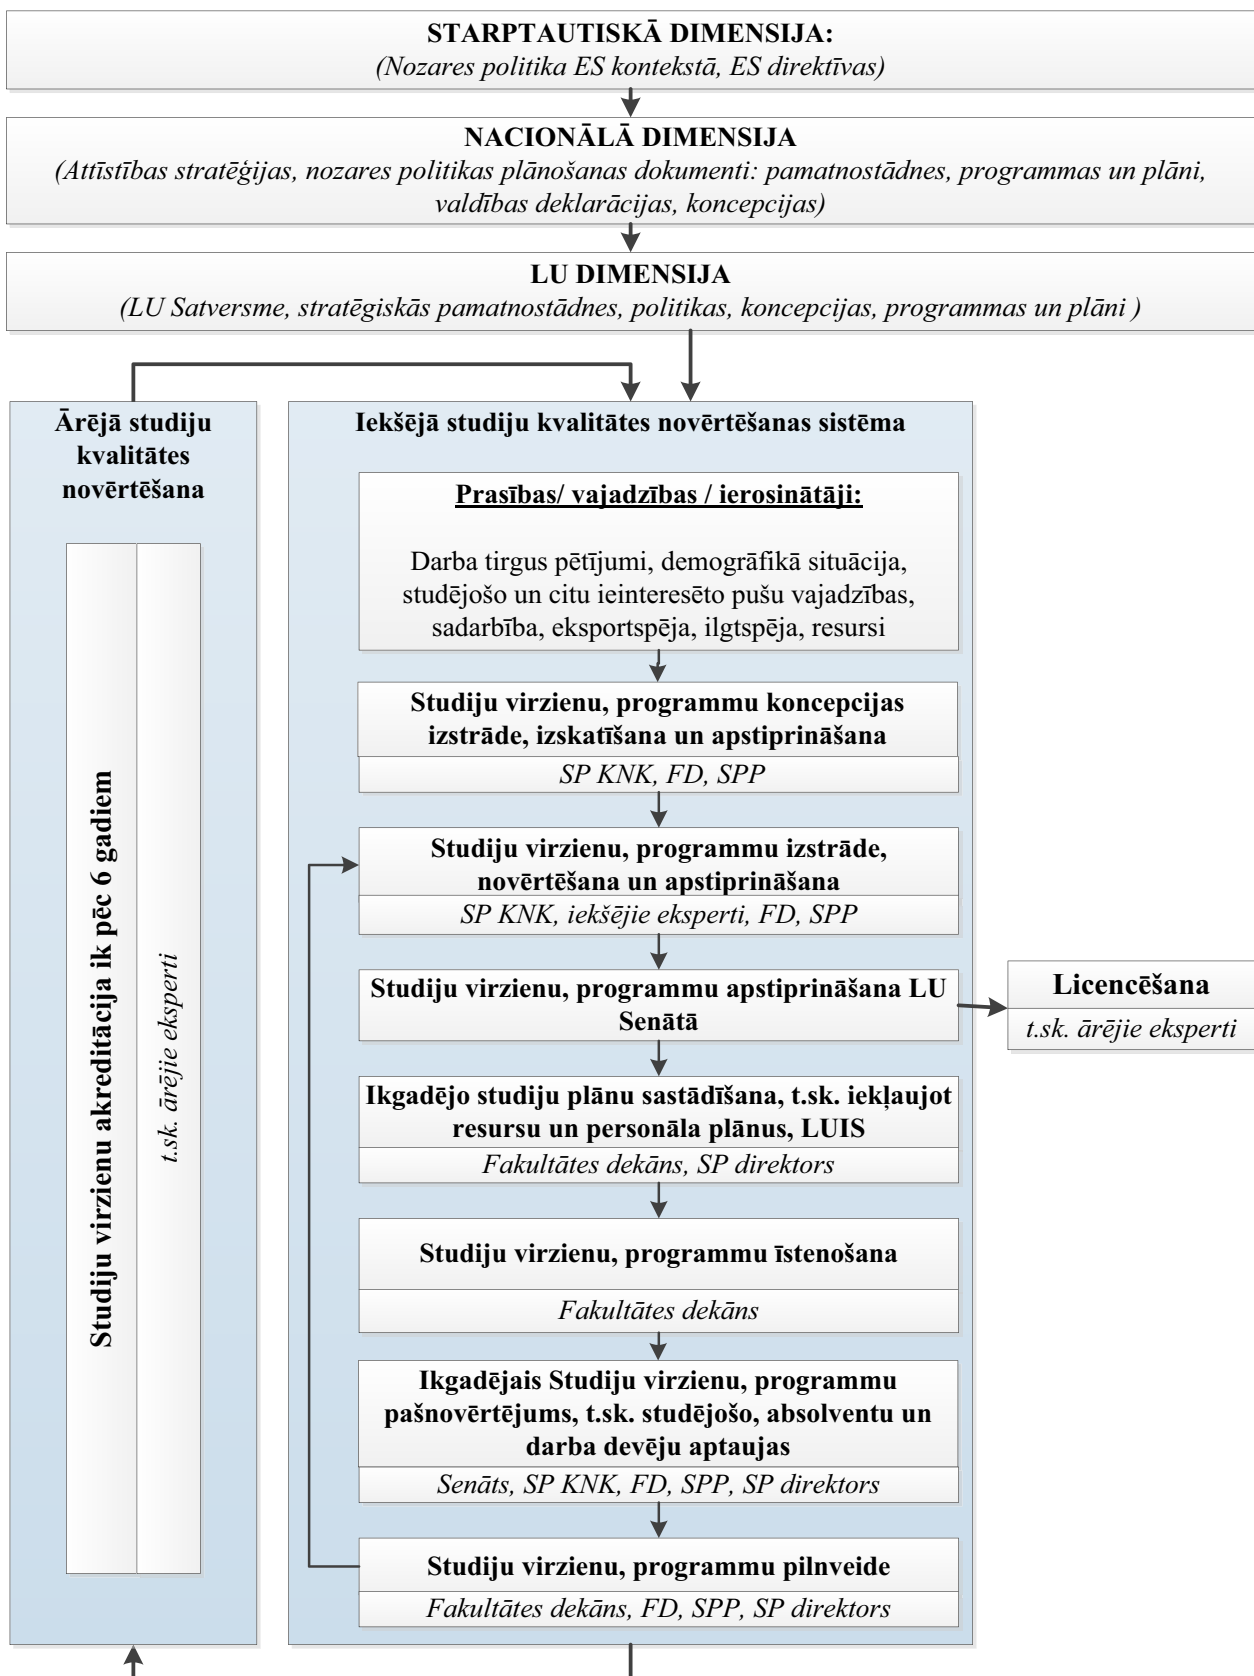 STARPTAUTISKĀ DIMENSIJA:
(Nozares politika ES kontekstā, ES direktīvas)
NACIONĀLĀ DIMENSIJA
(Attīstības stratēģijas, nozares politikas plānošanas dokumenti: pamatnostādnes, programmas un plāni,
valdības deklarācijas, koncepcijas)
LU DIMENSIJA
(LU Satversme, stratēģiskās pamatnostādnes, politikas, koncepcijas, programmas un plāni )
Ārējā studiju
kvalitātes
novērtēšana
Studiju virzienu akreditācija ik pēc 6 gadiem
t.sk. ārējie eksperti
Iekšējā studiju kvalitātes novērtēšanas sistēma
Prasības/ vajadzības / ierosinātāji:
Darba tirgus pētījumi, demogrāfikā situācija,
studējošo un citu ieinteresēto pušu vajadzības,
sadarbība, eksportspēja, ilgtspēja, resursi
Studiju virzienu, programmu koncepcijas
izstrāde, izskatīšana un apstiprināšana
SP KNK, FD, SPP
Studiju virzienu, programmu izstrāde,
novērtēšana un apstiprināšana
SP KNK, iekšējie eksperti, FD, SPP
Studiju virzienu, programmu apstiprināšana LU
Senātā
Licencēšana
t.sk. ārējie eksperti
Ikgadējo studiju plānu sastādīšana, t.sk. iekļaujot
resursu un personāla plānus, LUIS
Fakultātes dekāns, SP direktors
Studiju virzienu, programmu īstenošana
Fakultātes dekāns
Ikgadējais Studiju virzienu, programmu
pašnovērtējums, t.sk. studējošo, absolventu un
darba devēju aptaujas
Senāts, SP KNK, FD, SPP, SP direktors
Studiju virzienu, programmu pilnveide
Fakultātes dekāns, FD, SPP, SP direktors